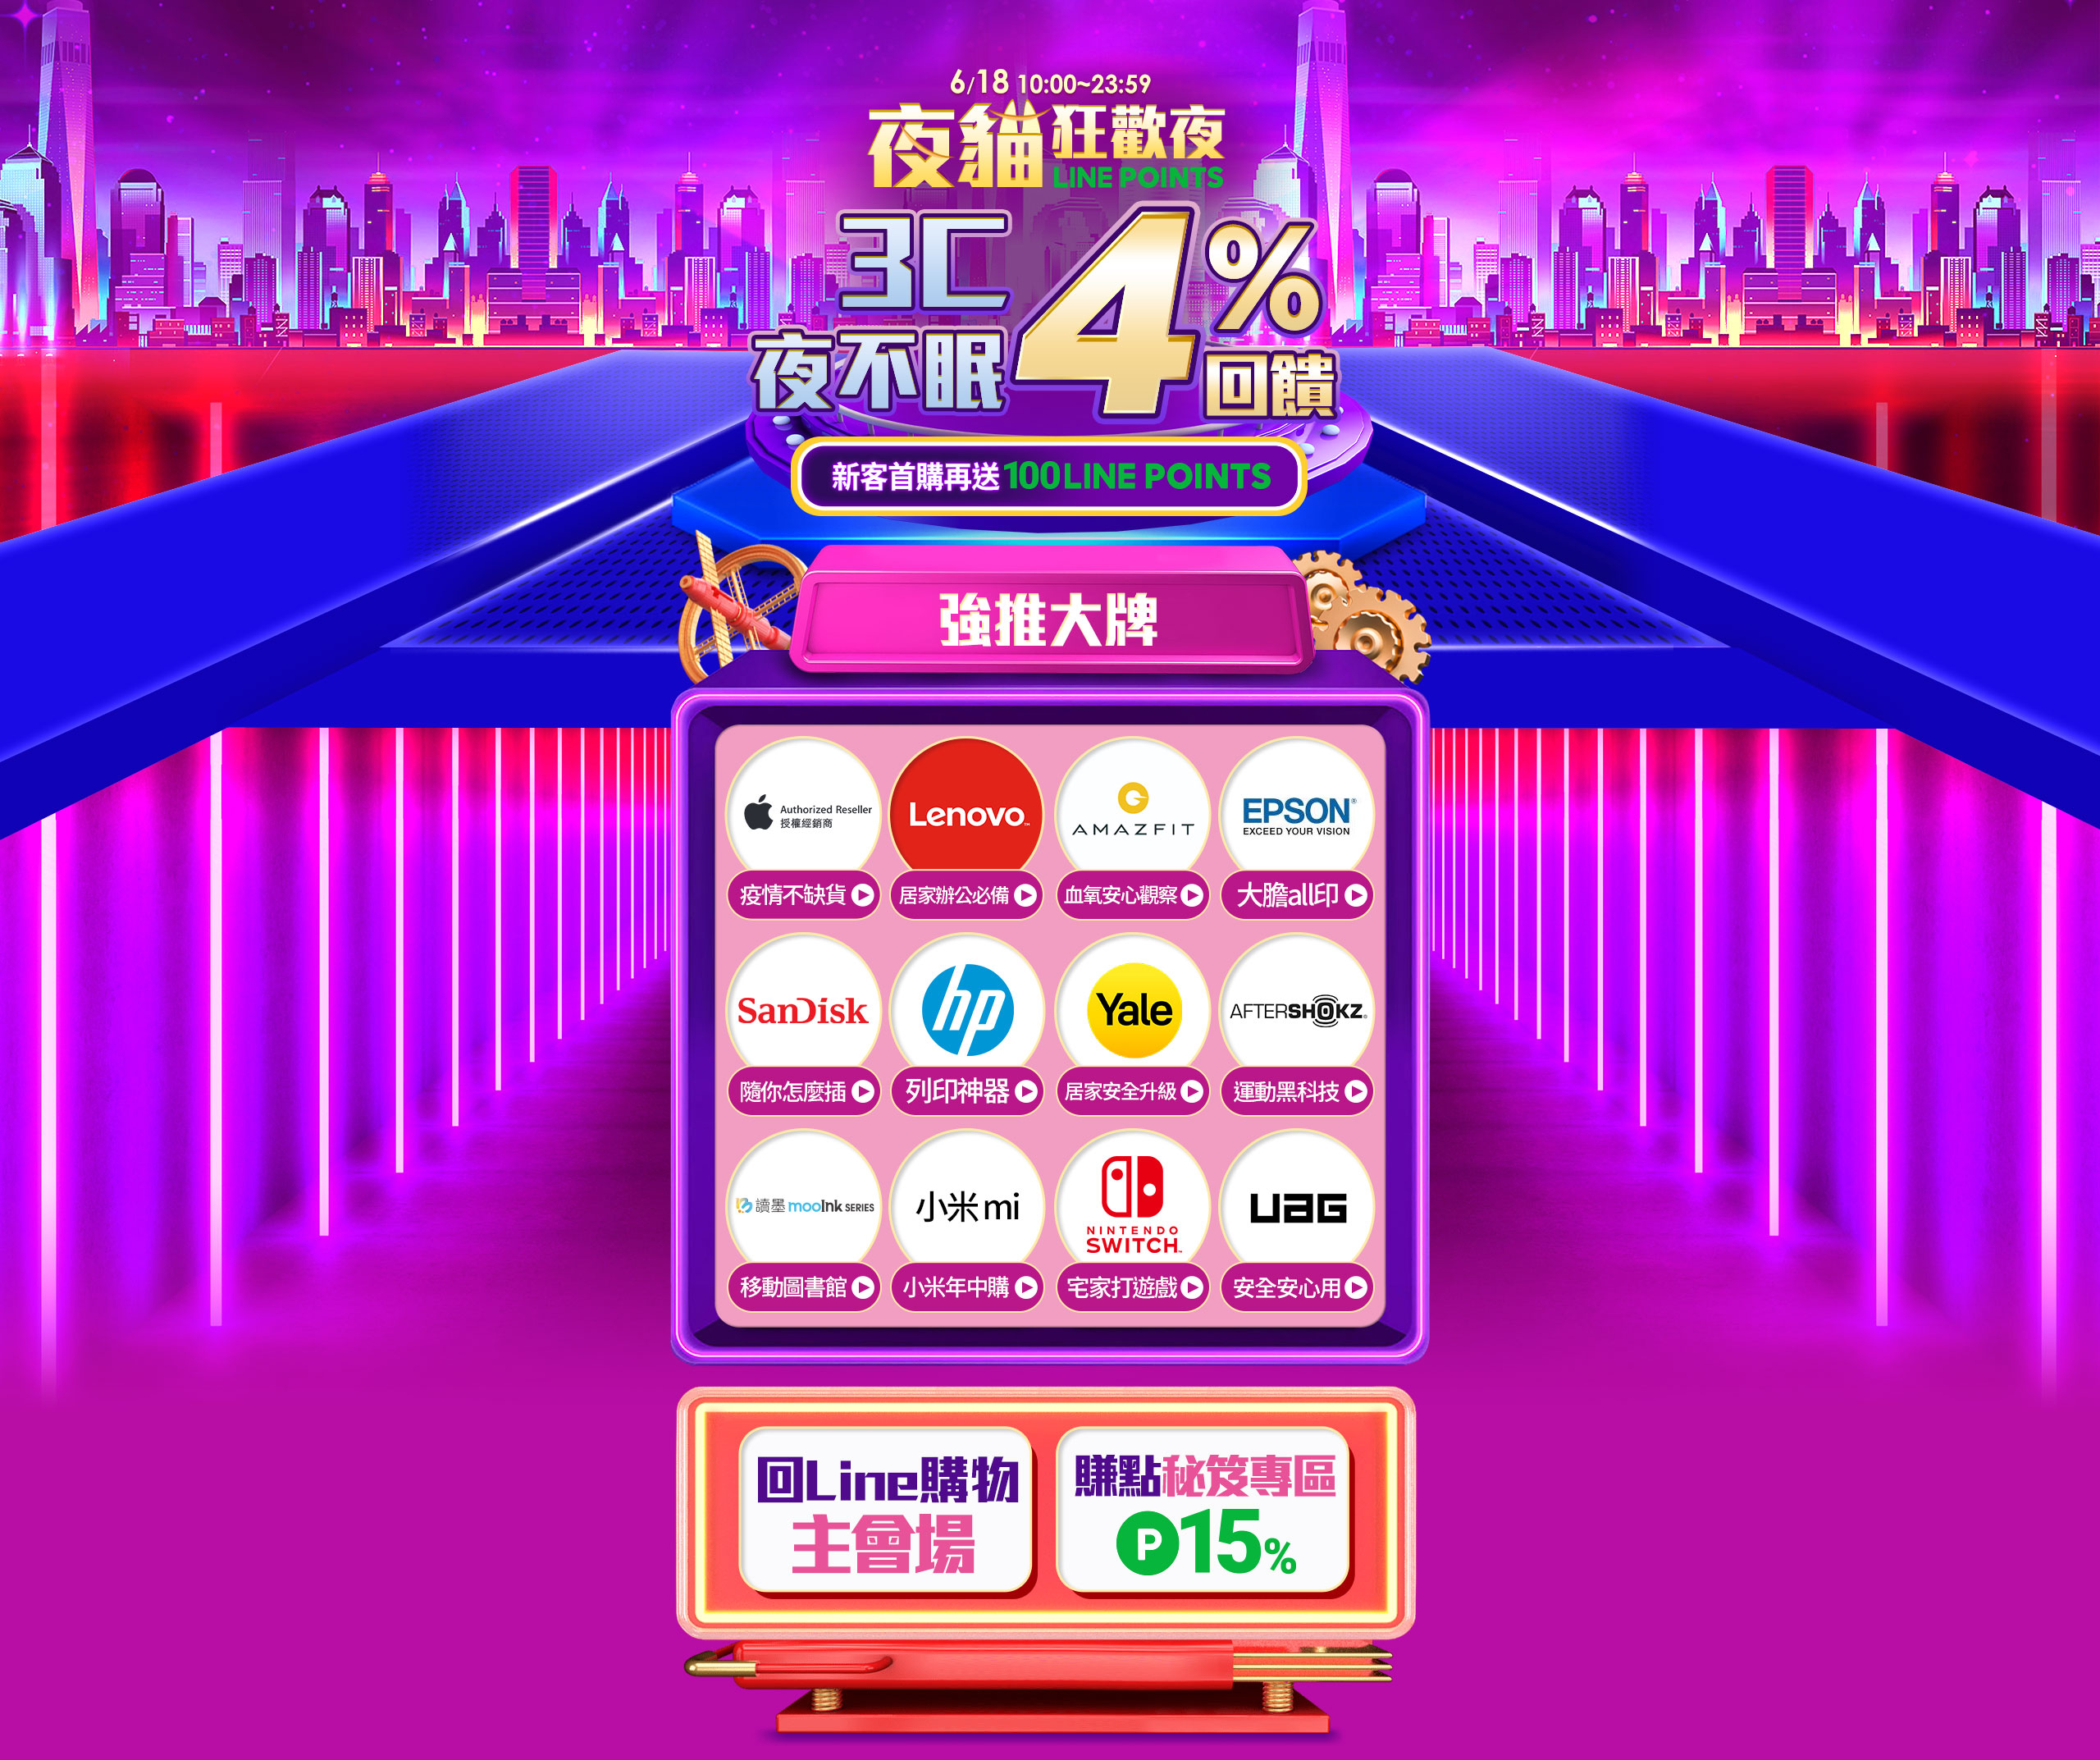 6/18 10:00~23:59
夜貓狂歡夜
LINE POINTS
3C
夜不眠
4%
回饋
新客首購再送100LINE POINTS
強推大牌
Authorized Reseller
授權經銷商
Lenovo
AMAZFIT
EPSON®
EXCEED YOUR VISION
疫情不缺貨
居家辦公必備
血氧安心觀察
大膽all印
SanDisk
hp
Yale
AFTERSHOKZ
隨你怎麼插
列印神器
居家安全升級
運動黑科技
讀墨 mooInk SERIES
小米 mi
NINTENDO
SWITCH
UAG
移動圖書館
小米年中購
宅家打遊戲
安全安心用
回Line購物
主會場
賺點秘笈專區
P15%